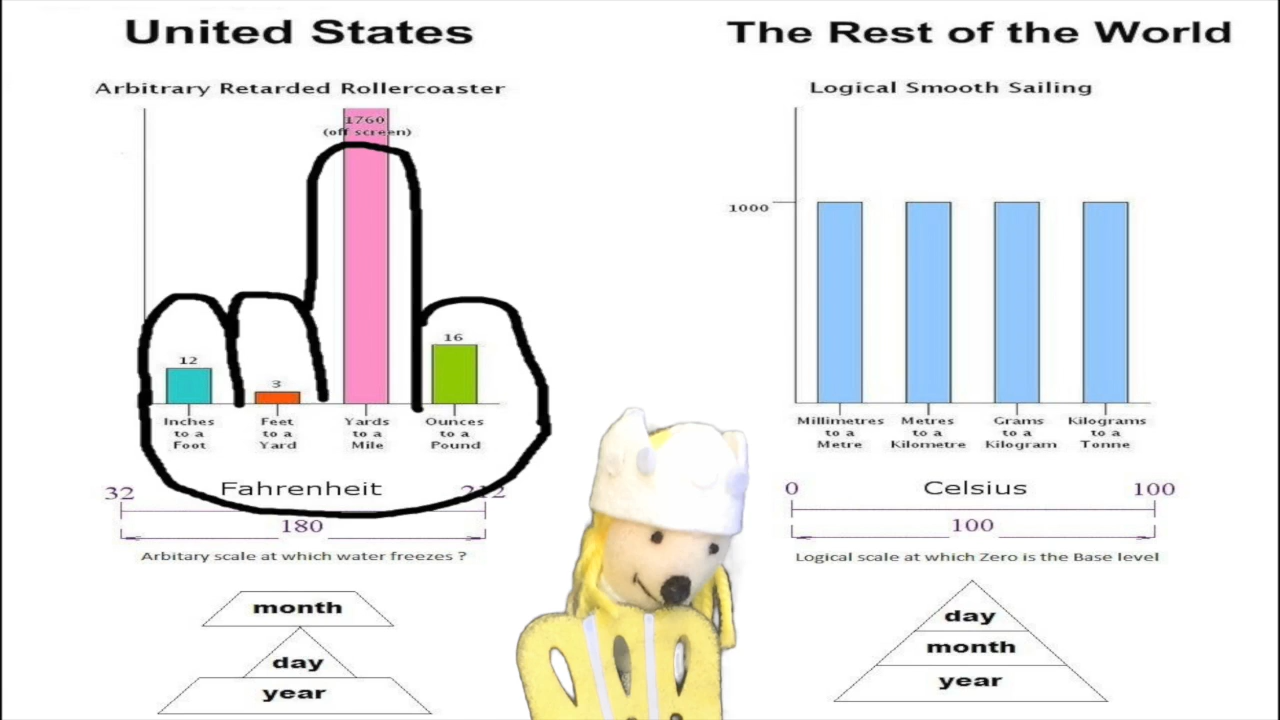 United States
Arbitrary Retarded Rollercoaster
1760
(off screen)
12
3
16
Inches
to a
Foot
Feet
to a
Yard
Yards
to a
Mile
Ounces
to a
Pound
32
Fahrenheit
212
180
Arbitary scale at which water freezes ?
month
day
year
The Rest of the World
Logical Smooth Sailing
1000
Millimetres
to a
Metre
Metres
to a
Kilometre
Grams
to a
Kilogram
Kilograms
to a
Tonne
0
Celsius
100
100
Logical scale at which Zero is the Base level
day
month
year